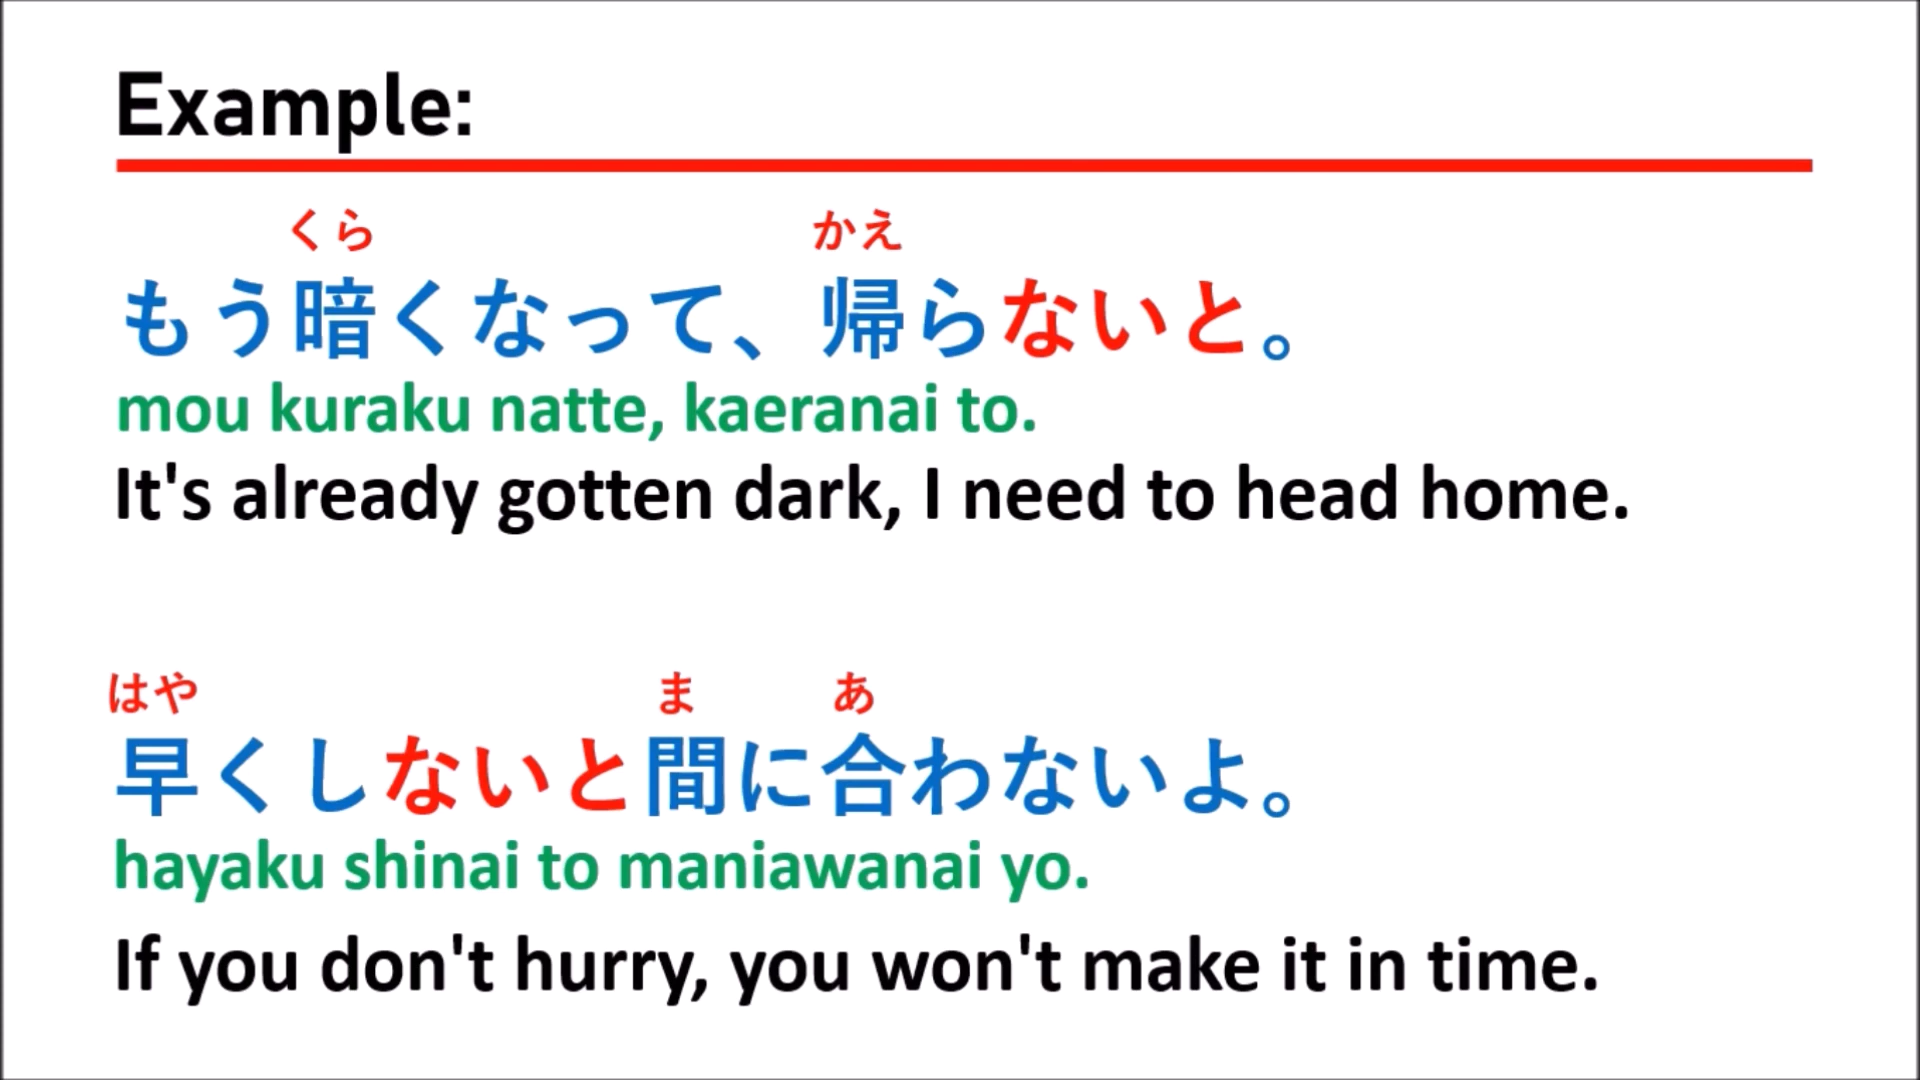 Example:
くら かえ
もう暗くなって、帰らないと。
mou kuraku natte, kaeranai to.
It's already gotten dark, I need to head home.
はや ま あ
早くしないと間に合わないよ。
hayaku shinai to maniawanai yo.
If you don't hurry, you won't make it in time.